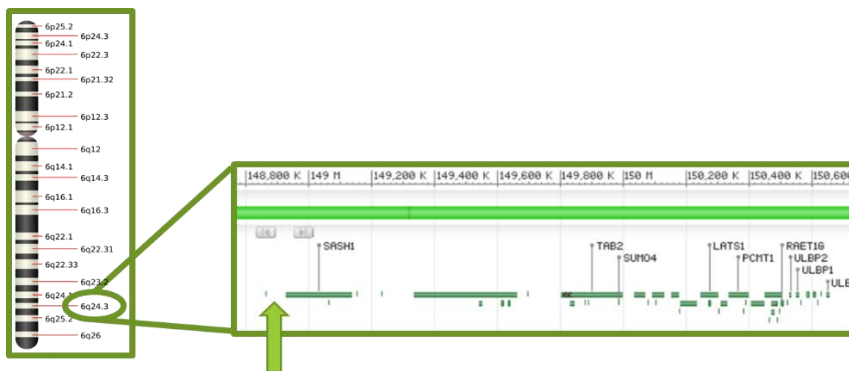 6p25.2
6p24.3
6p24.1
6p22.3
6p22.1
6p21.32
6p21.2
6p12.3
6p12.1
6q12
6q14.1
6q14.3
6q16.1
6q16.3
6q22.1
6q22.31
6q22.33
6q23.2
6q24.1
6q24.3
6q25.2
6q26
148,800 K 149 M 149,200 K 149,400 K 149,600 K 149,800 K 150 M 150,200 K 150,400 K 150,600
SASH1 TAB2 LATS1 RAET1G
SUMO4 PCMT1 ULBP2
ULBP1
ULB